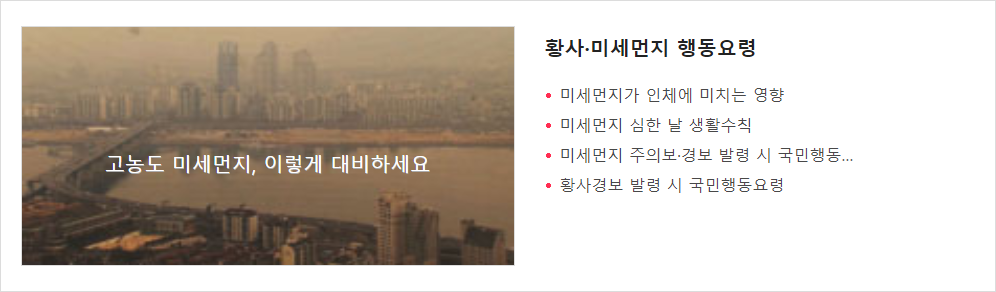 고농도 미세먼지, 이렇게 대비하세요
황사·미세먼지 행동요령
미세먼지가 인체에 미치는 영향
미세먼지 심한 날 생활수칙
미세먼지 주의보·경보 발령 시 국민행동...
황사경보 발령 시 국민행동요령